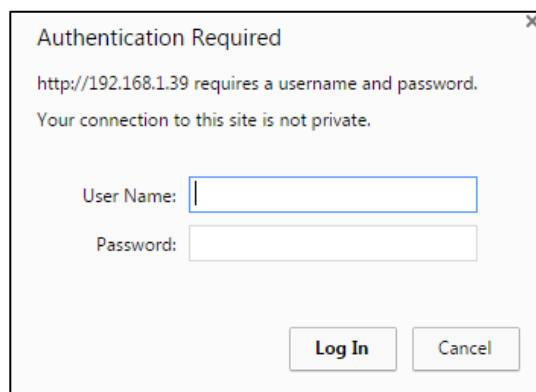 Authentication Required
http://192.168.1.39 requires a username and password.
Your connection to this site is not private.
User Name:
Password:
Log In Cancel